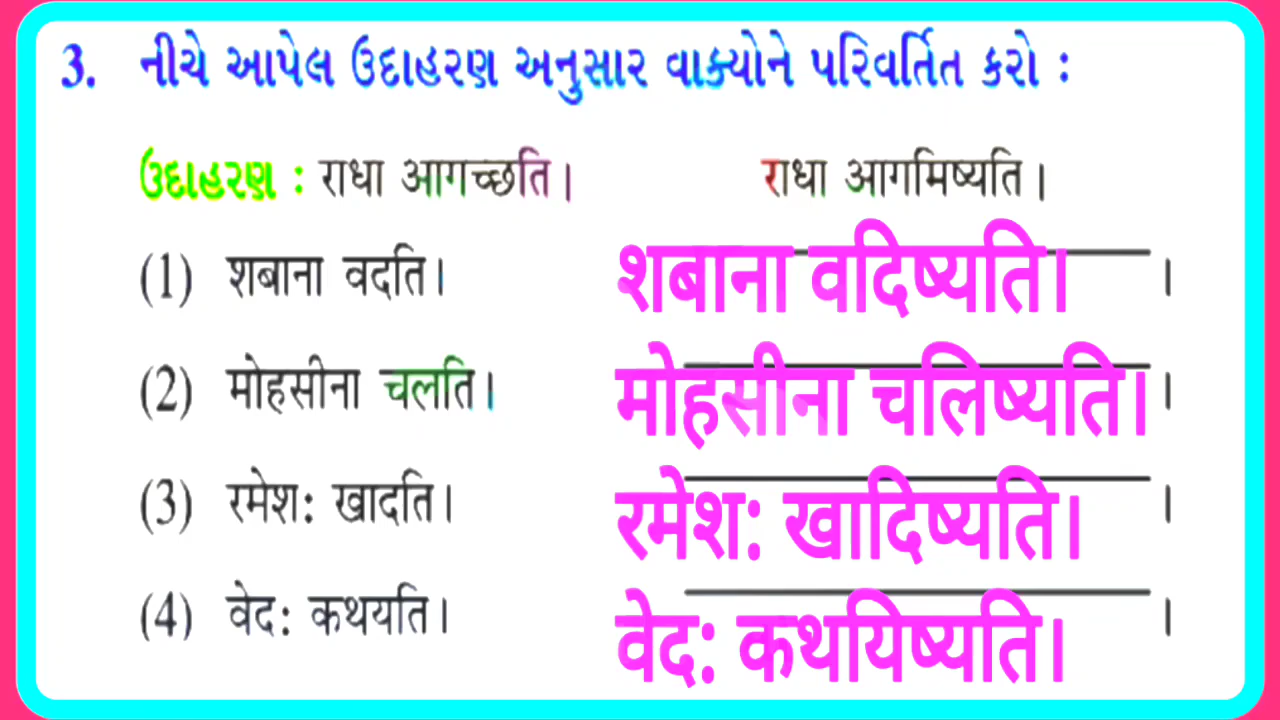 3. નીચે આપેલ ઉદાહરણ અનુસાર વાક્યોને પરિવર્તિત કરો :
ઉદાહરણ : राधा आगच्छति। राधा आगमिष्यति।
(1) शबाना वदति। शबाना वदिष्यति। ।
(2) मोहसीना चलति। मोहसीना चलिष्यति। ।
(3) रमेश: खादति। रमेश: खादिष्यति। ।
(4) वेद: कथयति। वेद: कथयिष्यति। ।